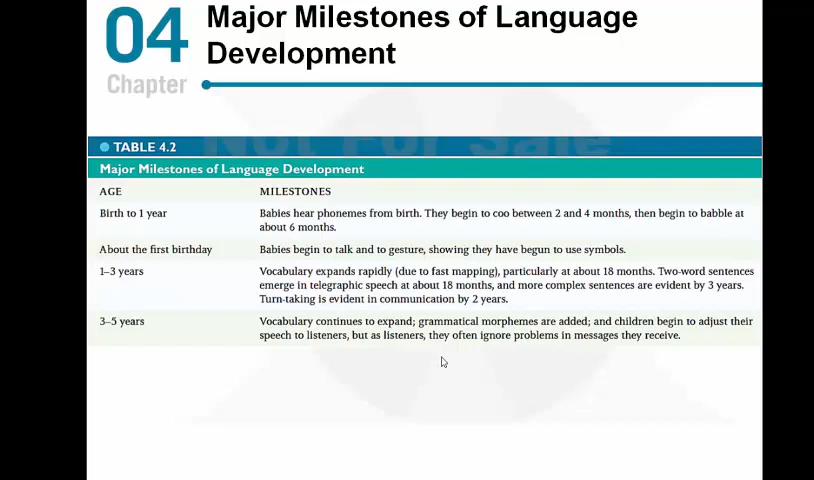 04
Chapter
Major Milestones of Language
Development
Not For Sale
TABLE 4.2
Major Milestones of Language Development
AGE MILESTONES
Birth to 1 year Babies hear phonemes from birth. They begin to coo between 2 and 4 months, then begin to babble at
about 6 months.
About the first birthday Babies begin to talk and to gesture, showing they have begun to use symbols.
1–3 years Vocabulary expands rapidly (due to fast mapping), particularly at about 18 months. Two-word sentences
emerge in telegraphic speech at about 18 months, and more complex sentences are evident by 3 years.
Turn-taking is evident in communication by 2 years.
3–5 years Vocabulary continues to expand; grammatical morphemes are added; and children begin to adjust their
speech to listeners, but as listeners, they often ignore problems in messages they receive.